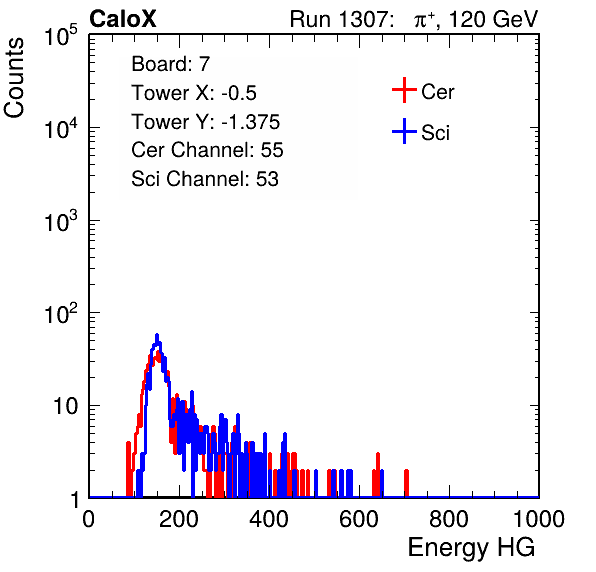 CaloX Run 1307: π⁺, 120 GeV
Counts
10⁵
10⁴
10³
10²
10
1
Board: 7
Tower X: -0.5
Tower Y: -1.375
Cer Channel: 55
Sci Channel: 53
Cer
Sci
0 200 400 600 800 1000
Energy HG